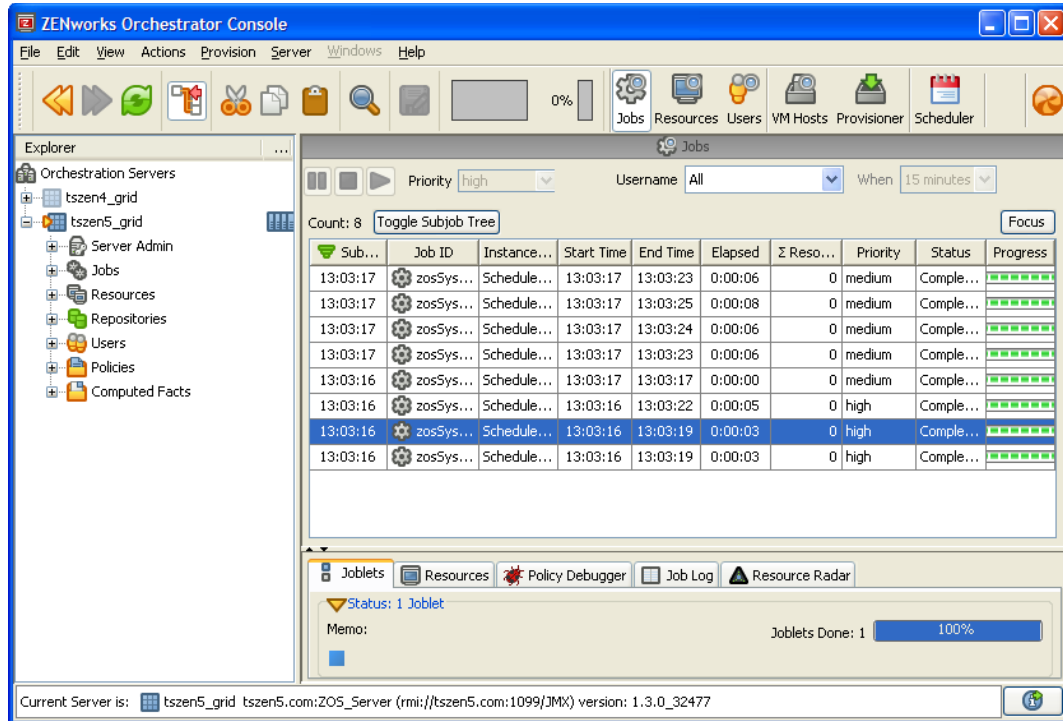 ZENworks Orchestrator Console
File Edit View Actions Provision Server Windows Help
0% Jobs Resources Users VM Hosts Provisioner Scheduler
Explorer ...
Jobs
Orchestration Servers
tszen4_grid
tszen5_grid
Server Admin
Jobs
Resources
Repositories
Users
Policies
Computed Facts
Priority high Username All When 15 minutes
Count: 8 Toggle Subjob Tree Focus
Sub... Job ID Instance... Start Time End Time Elapsed Σ Reso... Priority Status Progress
13:03:17 zosSys... Schedule... 13:03:17 13:03:23 0:00:06 0 medium Comple...
13:03:17 zosSys... Schedule... 13:03:17 13:03:25 0:00:08 0 medium Comple...
13:03:17 zosSys... Schedule... 13:03:17 13:03:24 0:00:06 0 medium Comple...
13:03:17 zosSys... Schedule... 13:03:17 13:03:23 0:00:06 0 medium Comple...
13:03:16 zosSys... Schedule... 13:03:17 13:03:17 0:00:00 0 medium Comple...
13:03:16 zosSys... Schedule... 13:03:16 13:03:22 0:00:05 0 high Comple...
13:03:16 zosSys... Schedule... 13:03:16 13:03:19 0:00:03 0 high Comple...
13:03:16 zosSys... Schedule... 13:03:16 13:03:19 0:00:03 0 high Comple...
Joblets Resources Policy Debugger Job Log Resource Radar
Status: 1 Joblet
Memo: Joblets Done: 1 100%
Current Server is: tszen5_grid tszen5.com:ZOS_Server (rmi://tszen5.com:1099/JMX) version: 1.3.0_32477